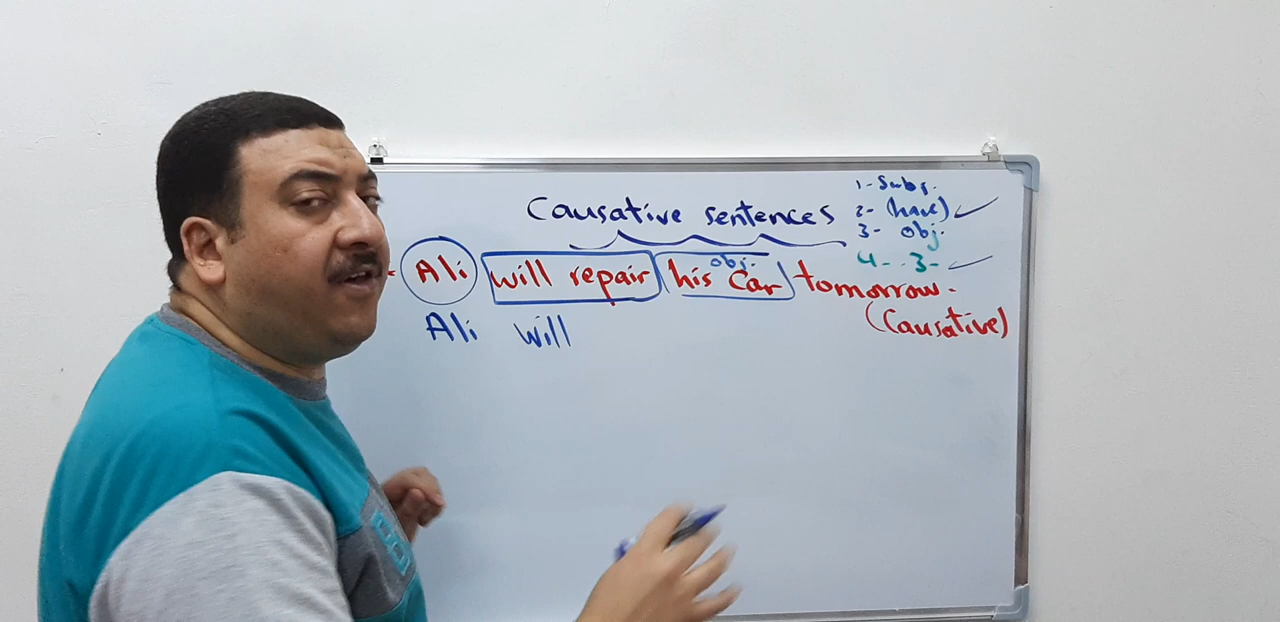 Causative sentences
1- Subj.
2- (have) ✓
3- obj.
4- .3- ✓
obj.
- Ali will repair his car tomorrow.
(Causative)
Ali will